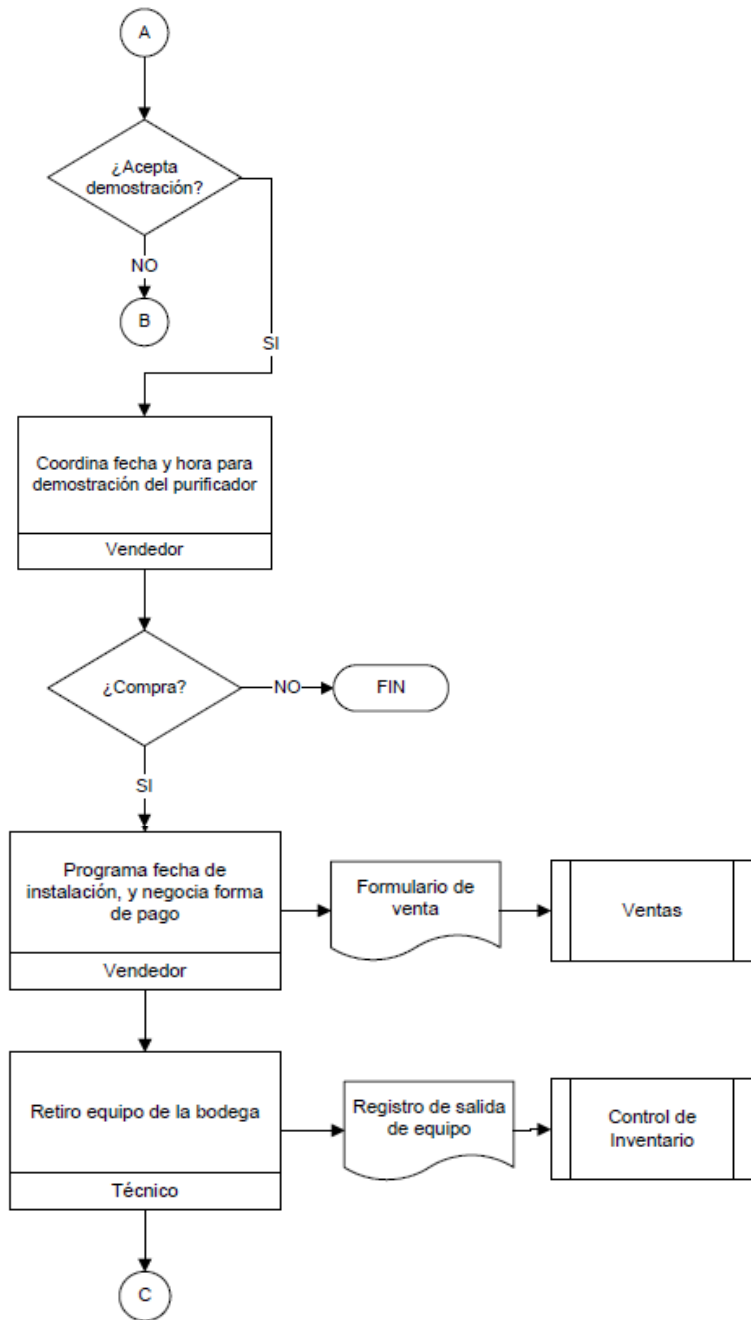 A
¿Acepta
demostración?
NO
B
SI
Coordina fecha y hora para
demostración del purificador
Vendedor
¿Compra?
NO
FIN
SI
Programa fecha de
instalación, y negocia forma
de pago
Vendedor
Formulario de
venta
Ventas
Retiro equipo de la bodega
Técnico
Registro de salida
de equipo
Control de
Inventario
C